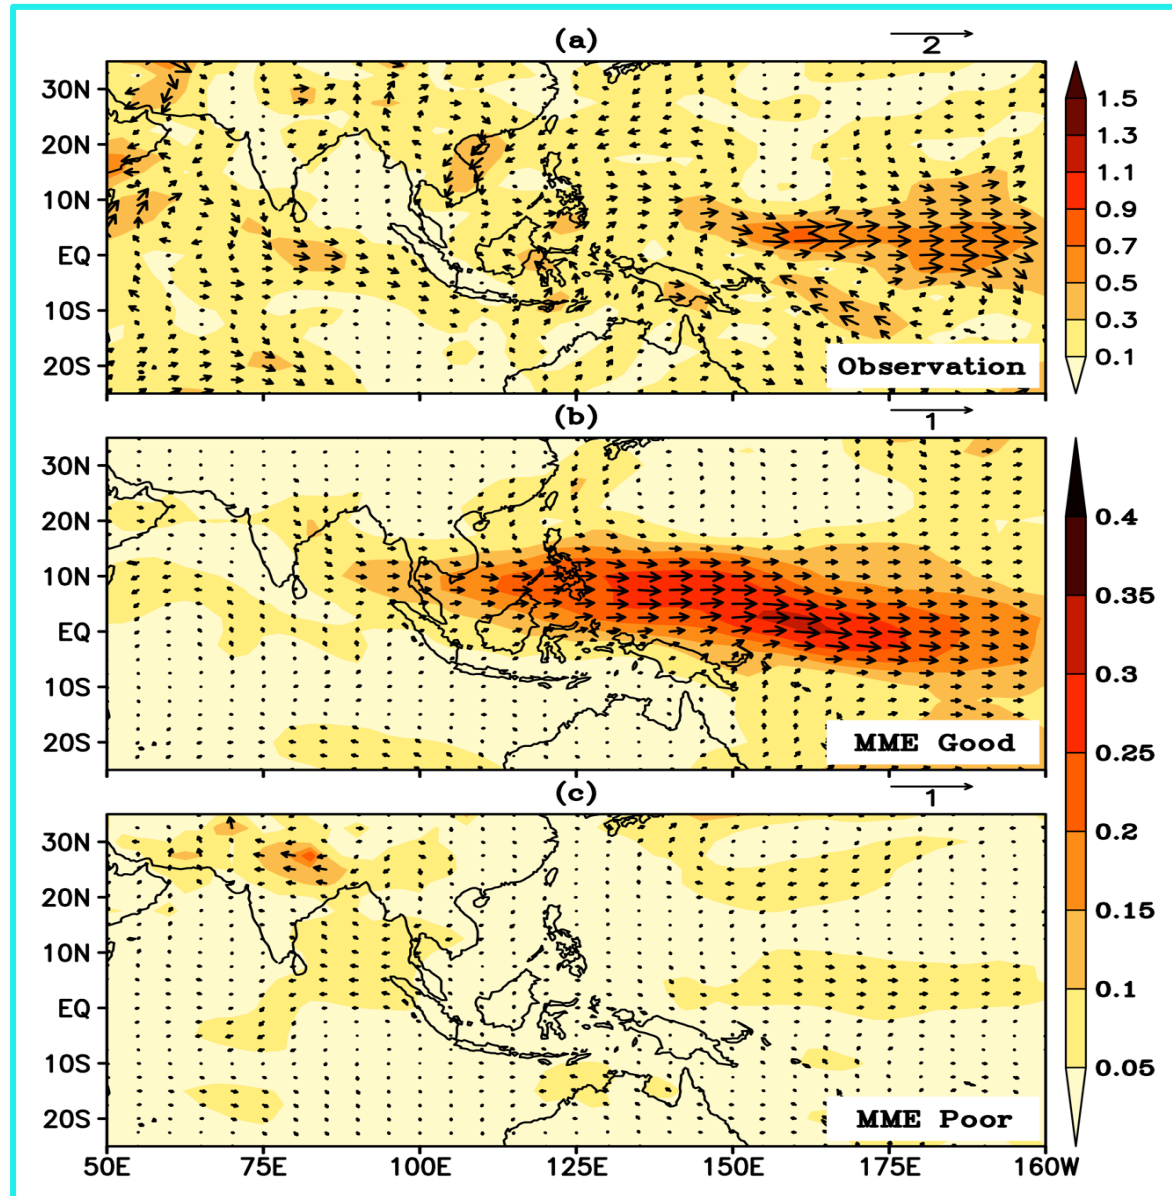 (a)
2
30N
20N
10N
EQ
10S
20S
Observation
1.5
1.3
1.1
0.9
0.7
0.5
0.3
0.1
(b)
1
30N
20N
10N
EQ
10S
20S
MME Good
(c)
1
30N
20N
10N
EQ
10S
20S
MME Poor
0.4
0.35
0.3
0.25
0.2
0.15
0.1
0.05
50E 75E 100E 125E 150E 175E 160W